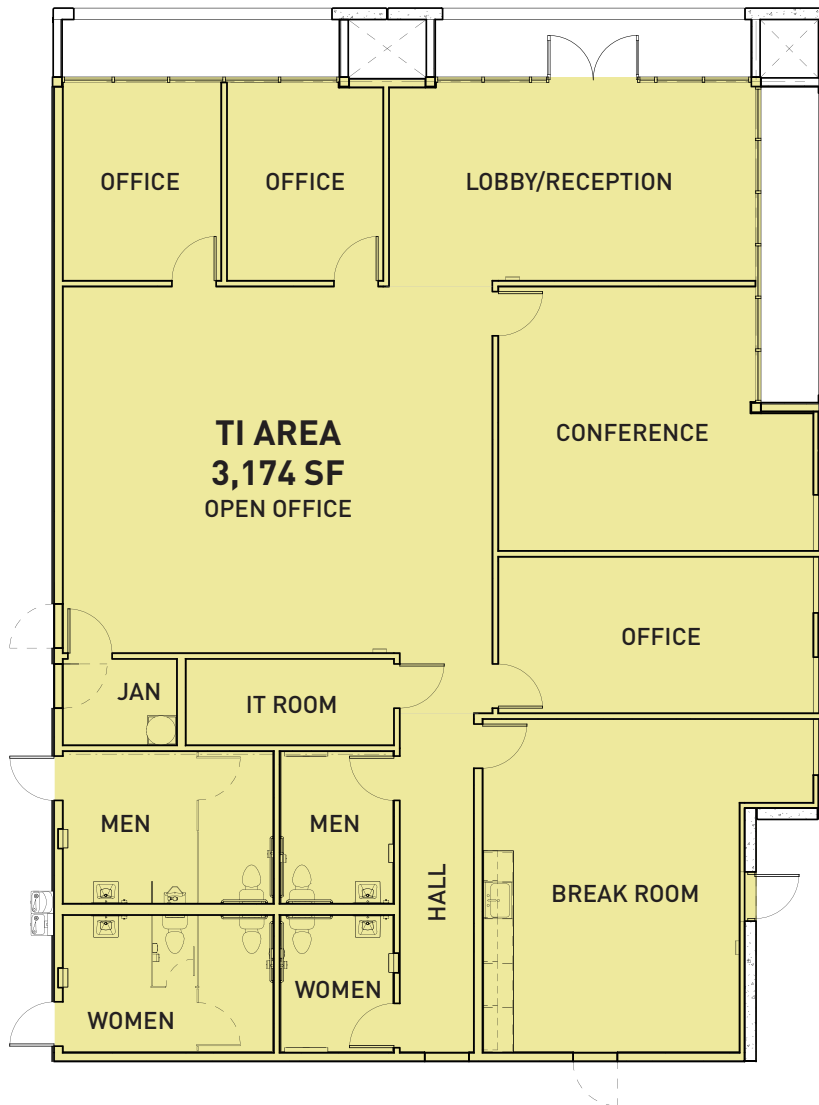 OFFICE
OFFICE
LOBBY/RECEPTION
TI AREA
3,174 SF
OPEN OFFICE
CONFERENCE
OFFICE
JAN
IT ROOM
MEN
MEN
HALL
BREAK ROOM
WOMEN
WOMEN